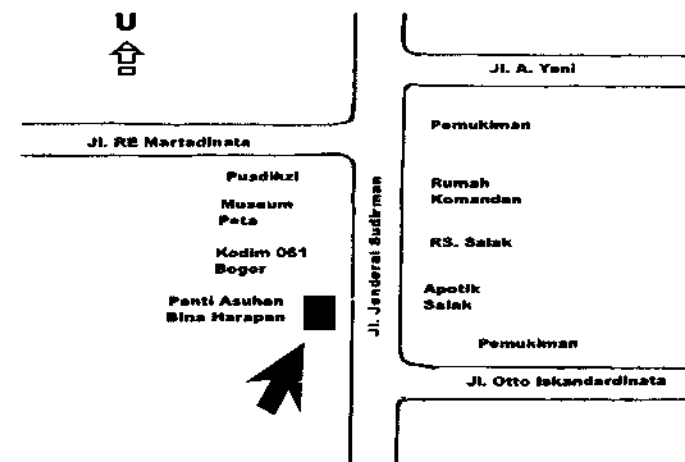 U
Jl. A. Yani
Jl. RE Martadinata
Pemukiman
Pusdikzi
Museum
Peta
Rumah
Komandan
Jl. Jenderal Sudirman
Kodim 061
Bogor
RS. Salak
Panti Asuhan
Bina Harapan
Apotik
Salak
Pemukiman
Jl. Otto Iskandardinata